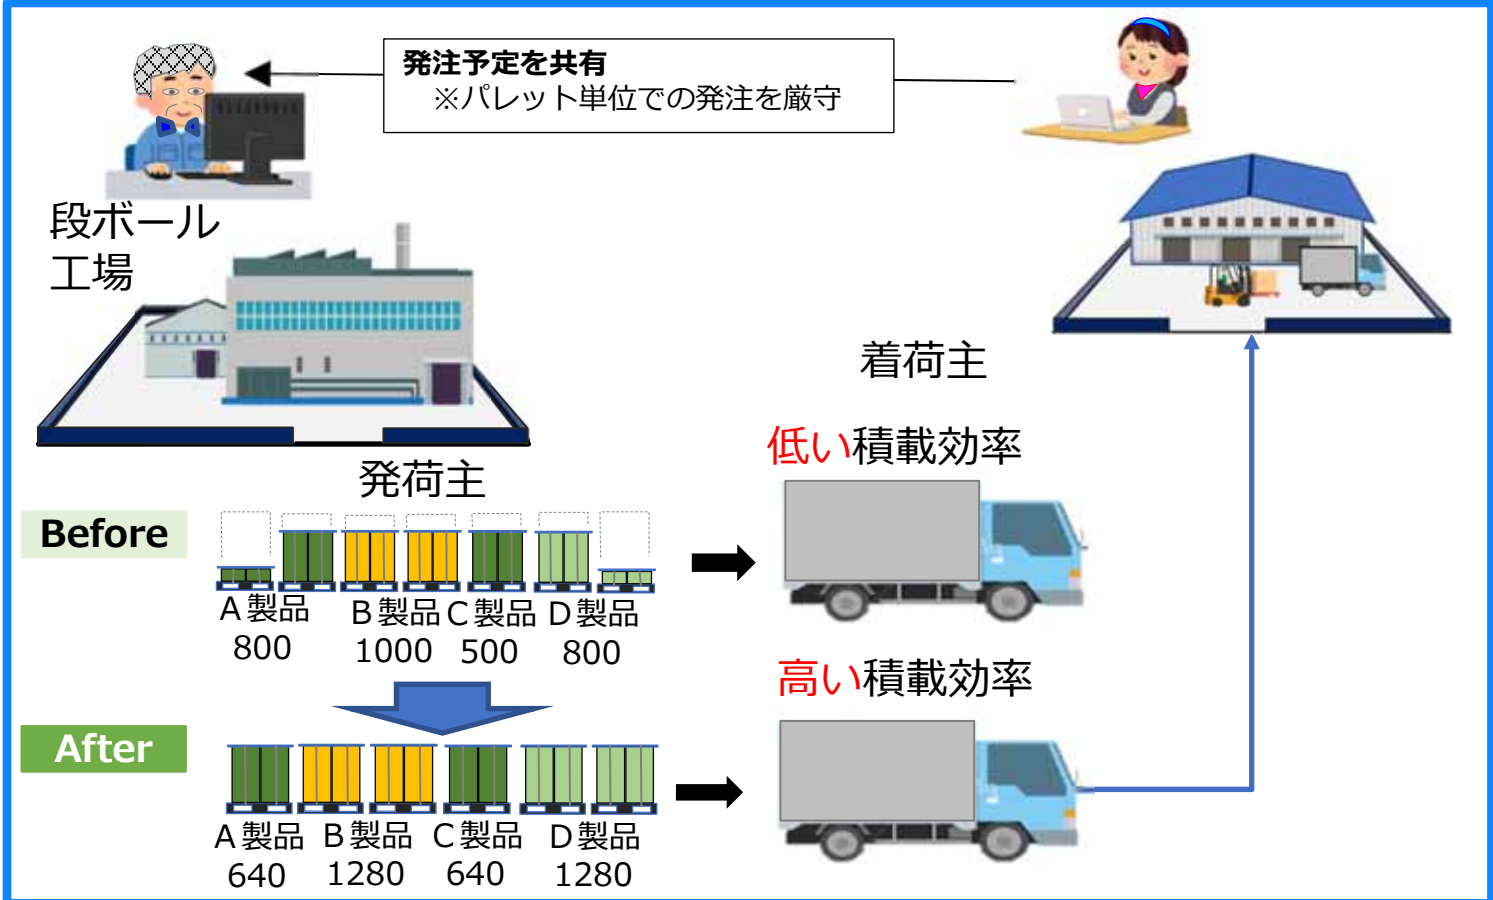 発注予定を共有
※パレット単位での発注を厳守
段ボール
工場
着荷主
発荷主
低い積載効率
Before
A製品 B製品 C製品 D製品
800 1000 500 800
高い積載効率
After
A製品 B製品 C製品 D製品
640 1280 640 1280